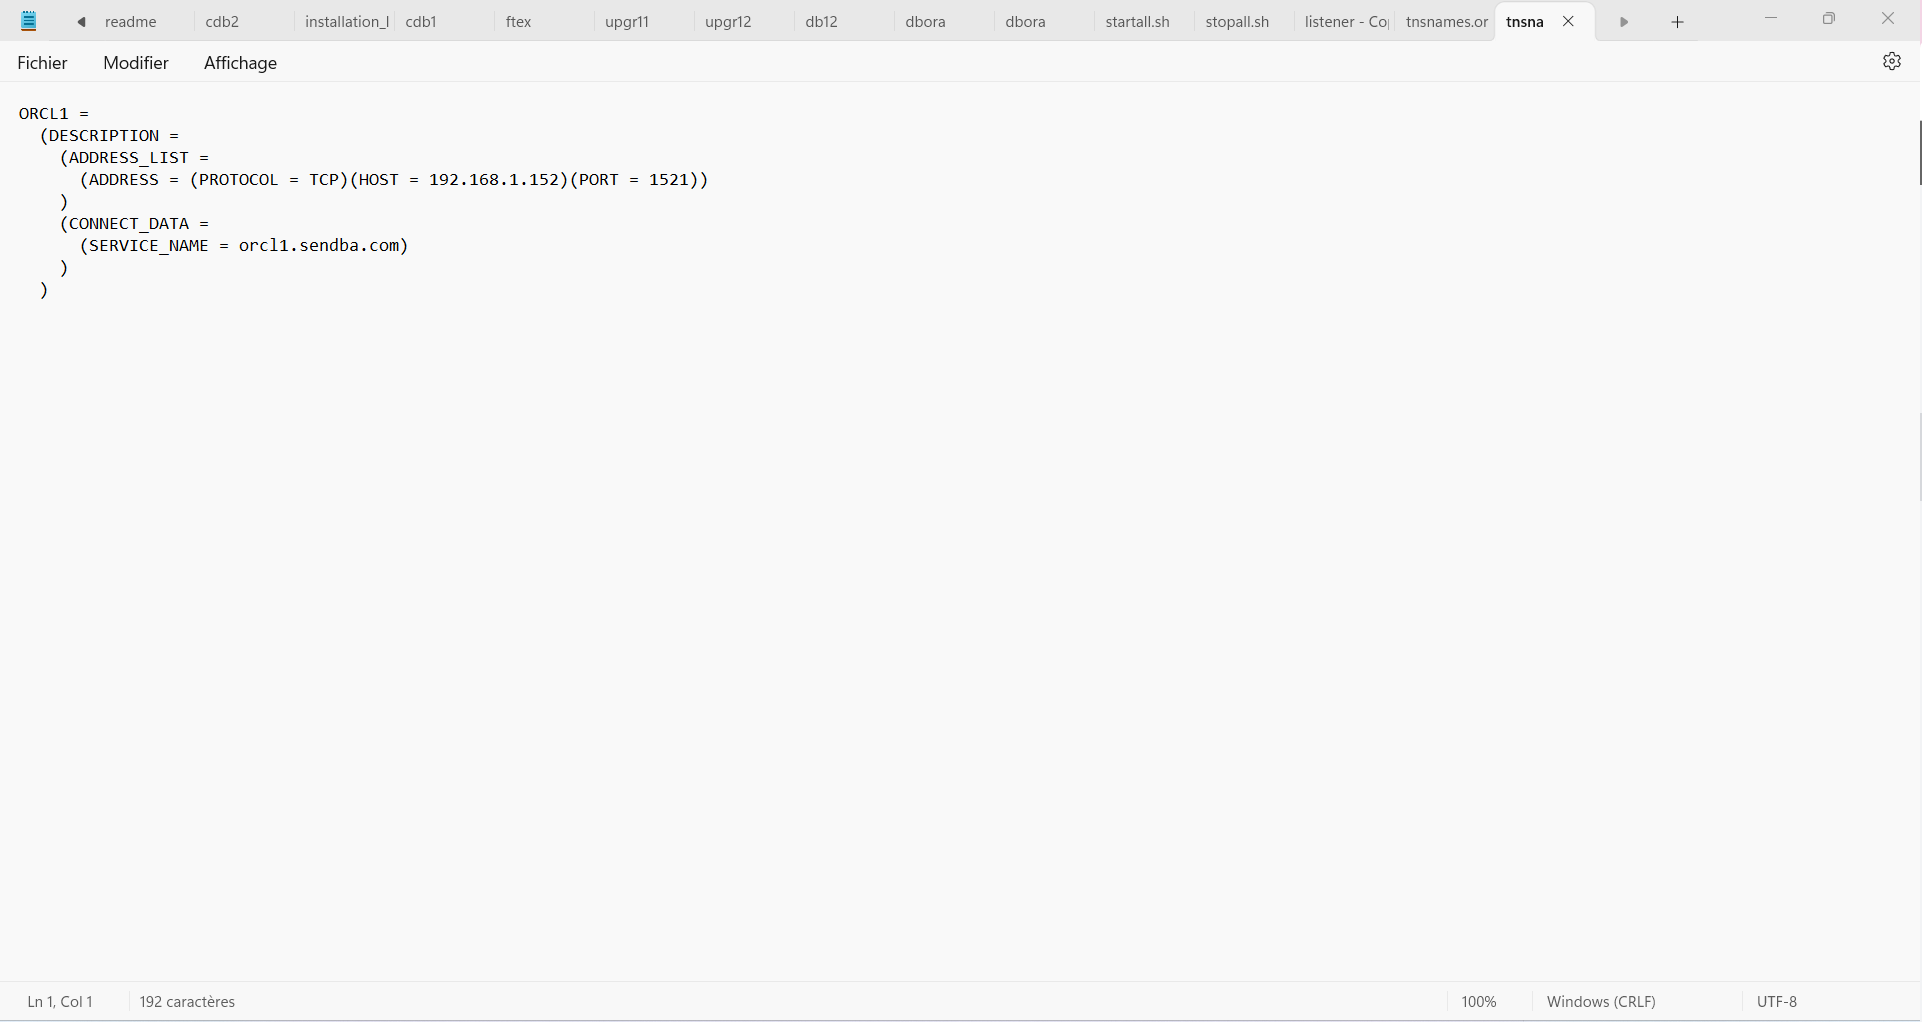 readme cdb2 installation_l cdb1 ftex upgr11 upgr12 db12 dbora dbora startall.sh stopall.sh listener - Co tnsnames.or tnsna
Fichier Modifier Affichage
ORCL1 =
  (DESCRIPTION =
    (ADDRESS_LIST =
      (ADDRESS = (PROTOCOL = TCP)(HOST = 192.168.1.152)(PORT = 1521))
    )
    (CONNECT_DATA =
      (SERVICE_NAME = orcl1.sendba.com)
    )
  )
Ln 1, Col 1 192 caractères 100% Windows (CRLF) UTF-8